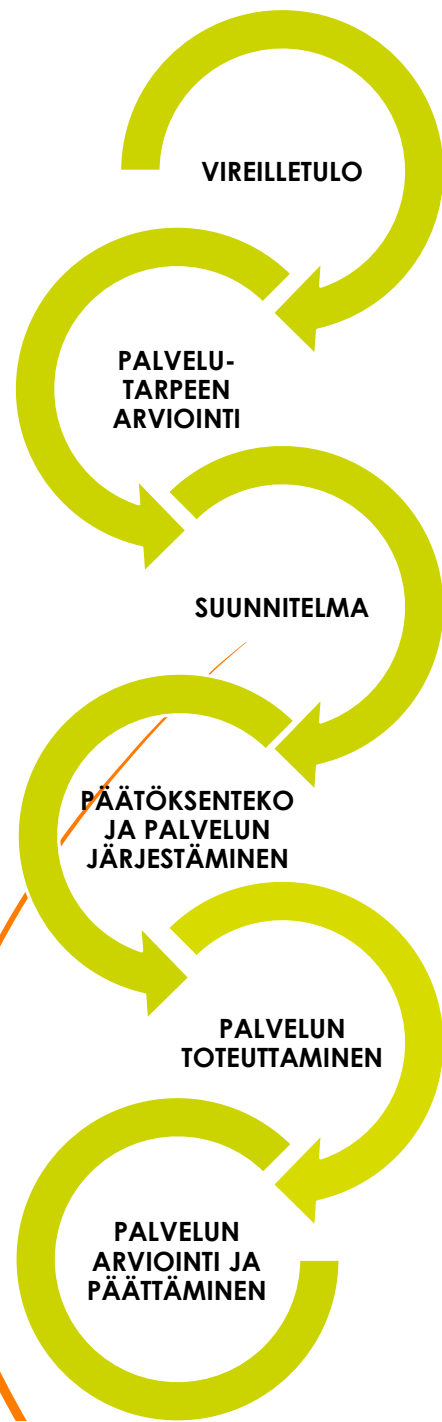 VIREILLETULO
PALVELU-
TARPEEN
ARVIOINTI
SUUNNITELMA
PÄÄTÖKSENTEKO
JA PALVELUN
JÄRJESTÄMINEN
PALVELUN
TOTEUTTAMINEN
PALVELUN
ARVIOINTI JA
PÄÄTTÄMINEN